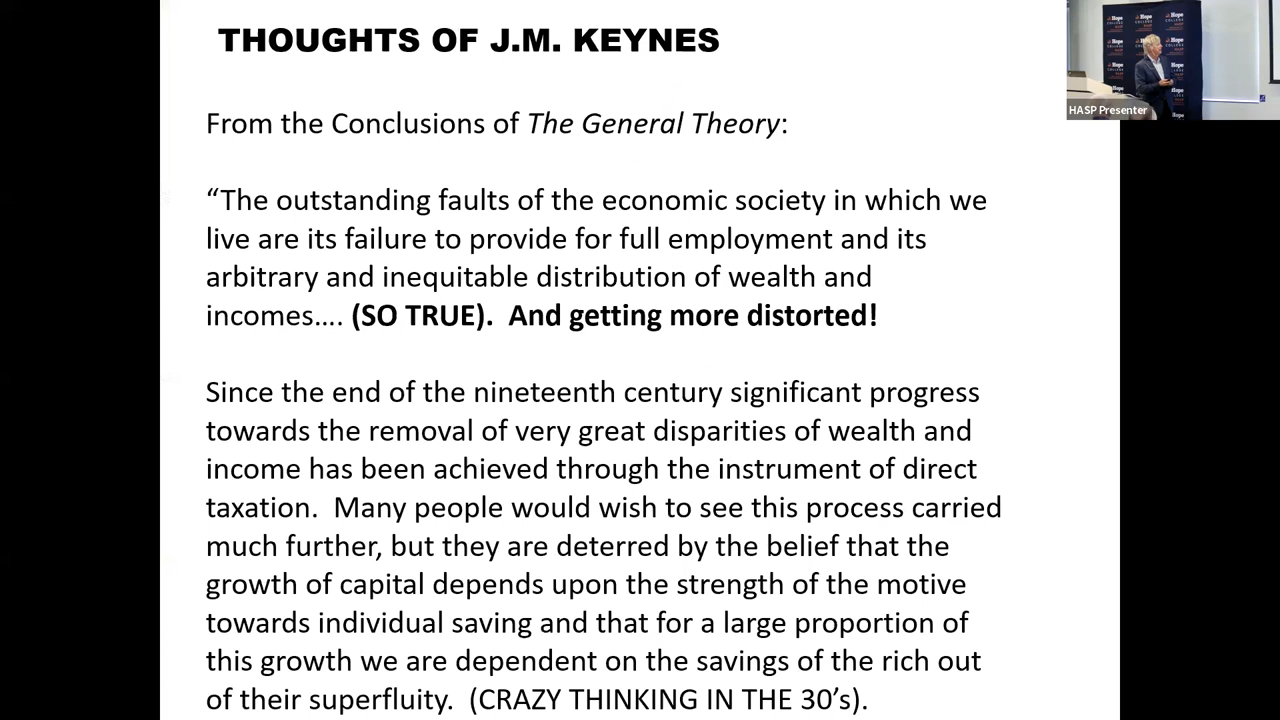 THOUGHTS OF J.M. KEYNES
From the Conclusions of The General Theory:
“The outstanding faults of the economic society in which we
live are its failure to provide for full employment and its
arbitrary and inequitable distribution of wealth and
incomes…. (SO TRUE).  And getting more distorted!
Since the end of the nineteenth century significant progress
towards the removal of very great disparities of wealth and
income has been achieved through the instrument of direct
taxation.  Many people would wish to see this process carried
much further, but they are deterred by the belief that the
growth of capital depends upon the strength of the motive
towards individual saving and that for a large proportion of
this growth we are dependent on the savings of the rich out
of their superfluity.  (CRAZY THINKING IN THE 30’s).
Hope
COLLEGE
HASP Presenter